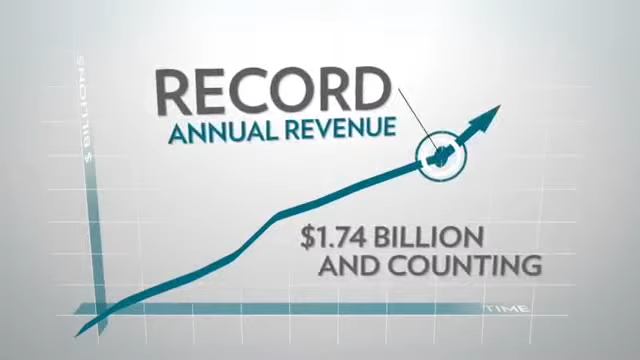 $ BILLIONS
RECORD
ANNUAL REVENUE
$1.74 BILLION
AND COUNTING
TIME